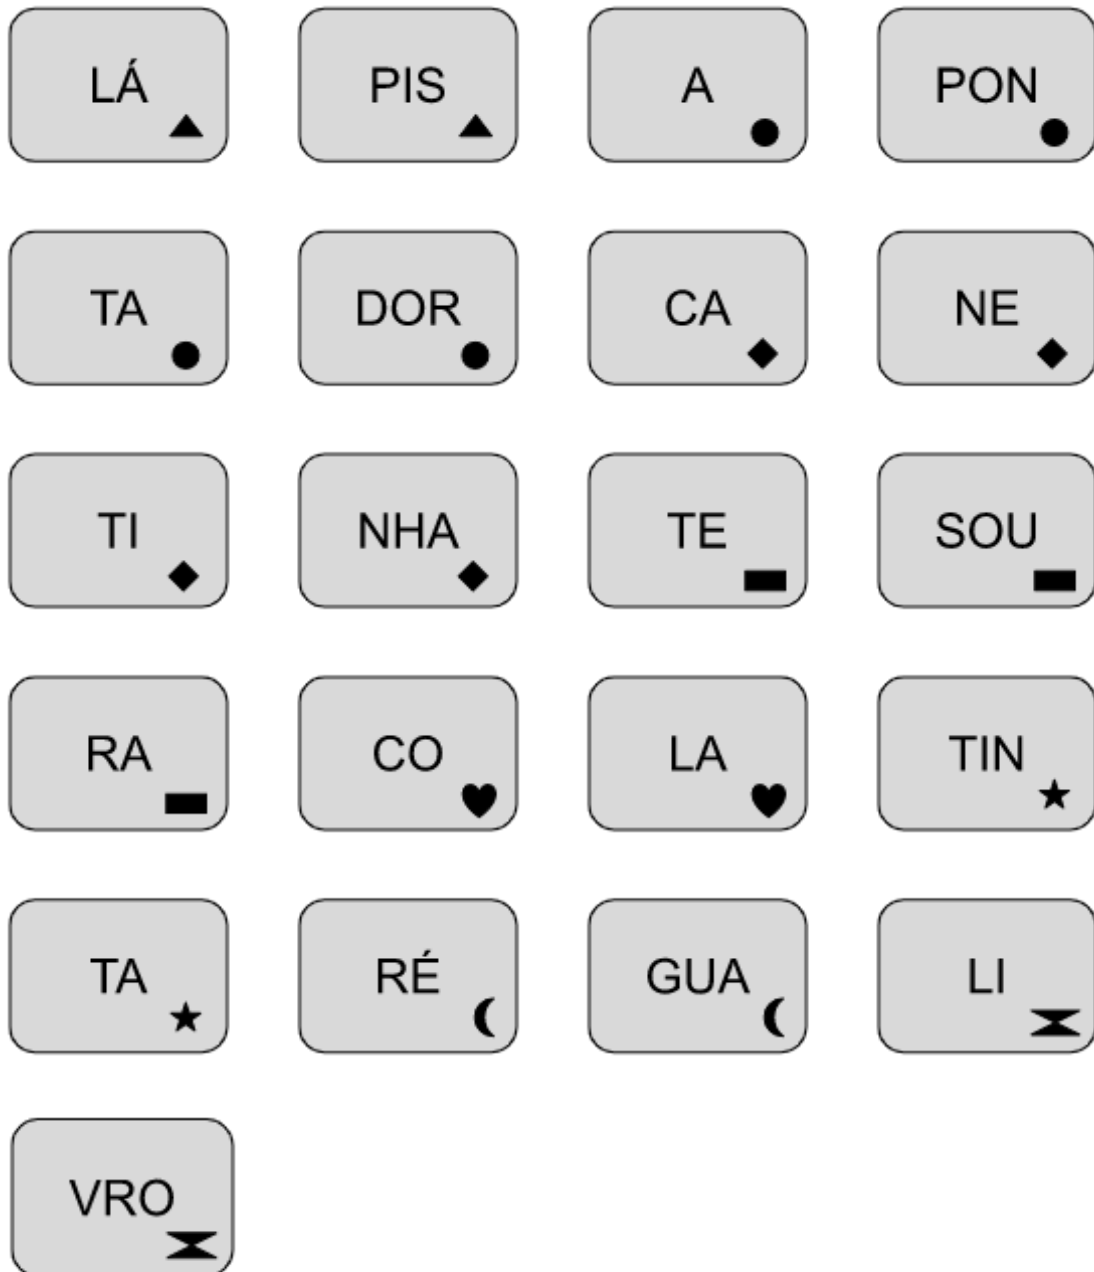 LÁ PIS A PON
TA DOR CA NE
TI NHA TE SOU
RA CO LA TIN
TA RÉ GUA LI
VRO